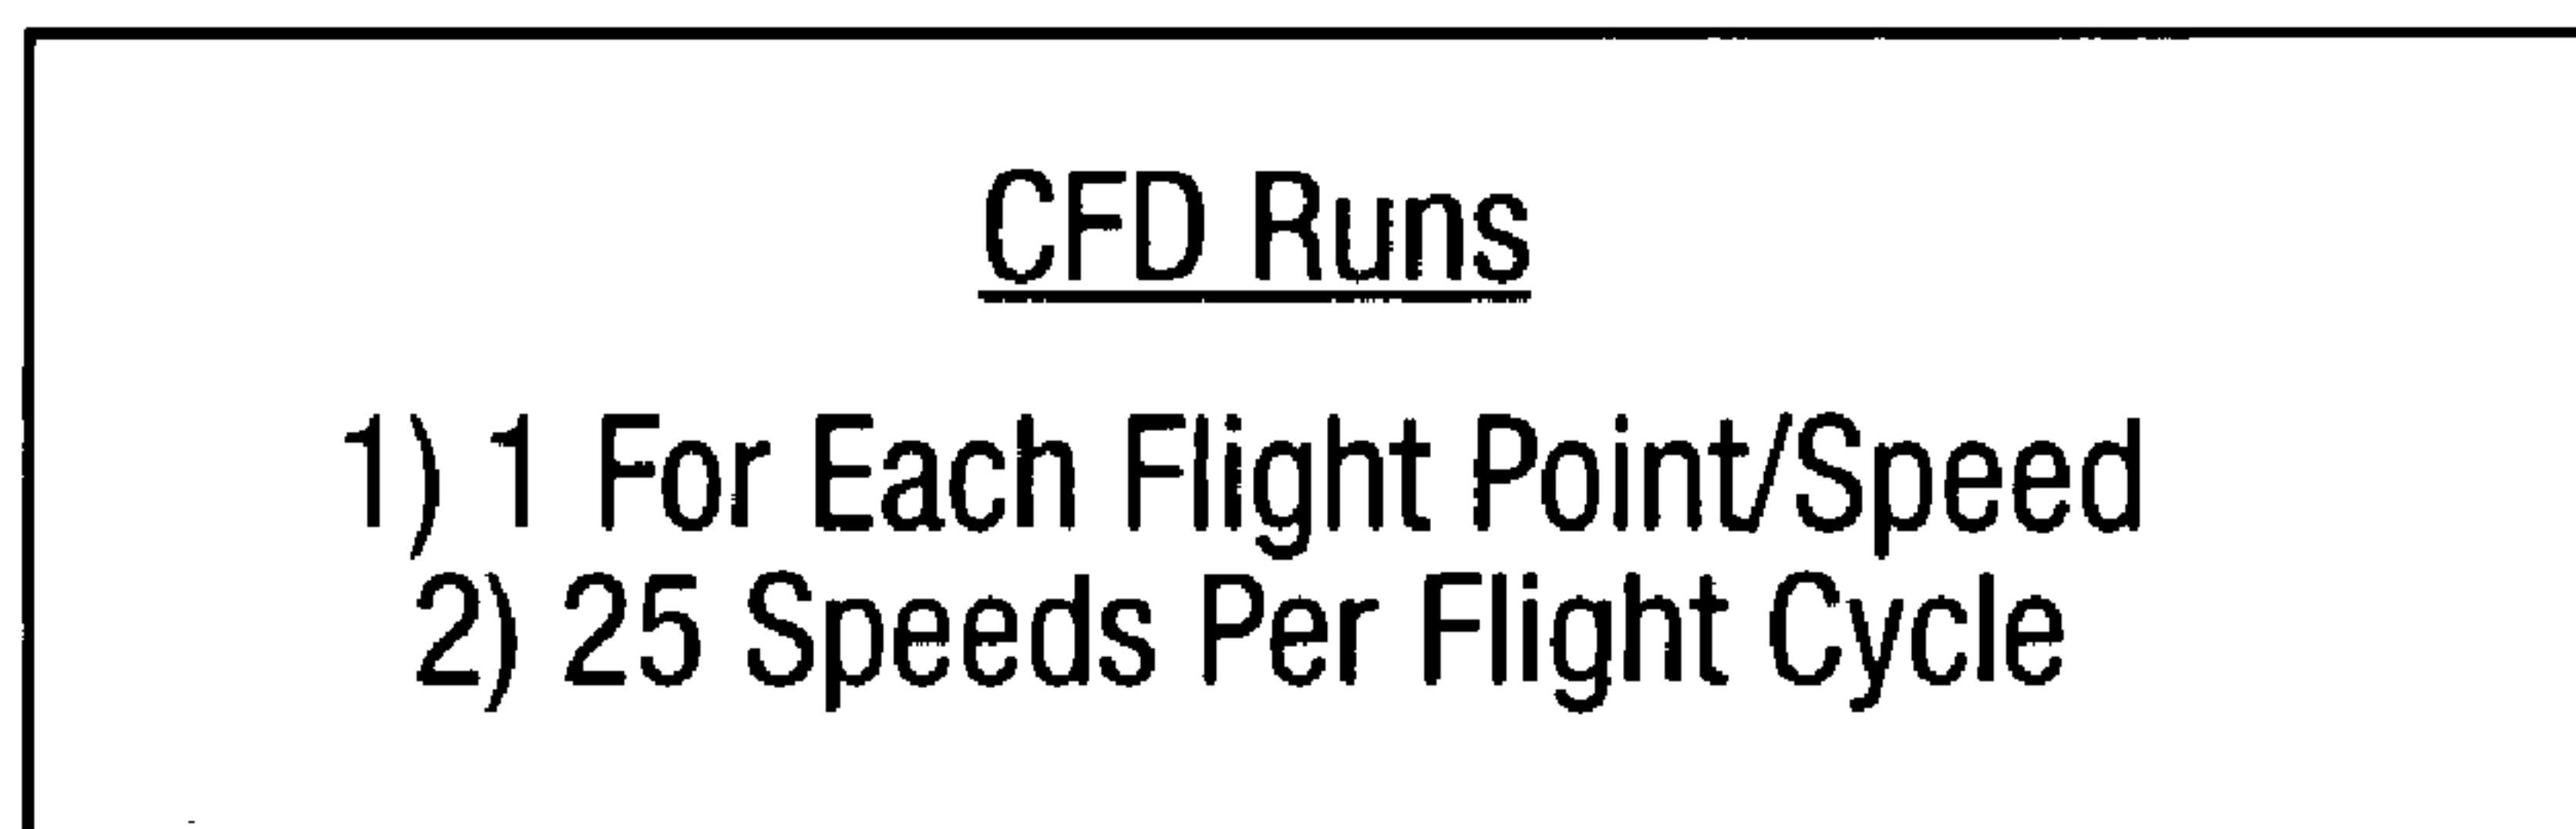 CFD Runs
1) 1 For Each Flight Point/Speed
2) 25 Speeds Per Flight Cycle